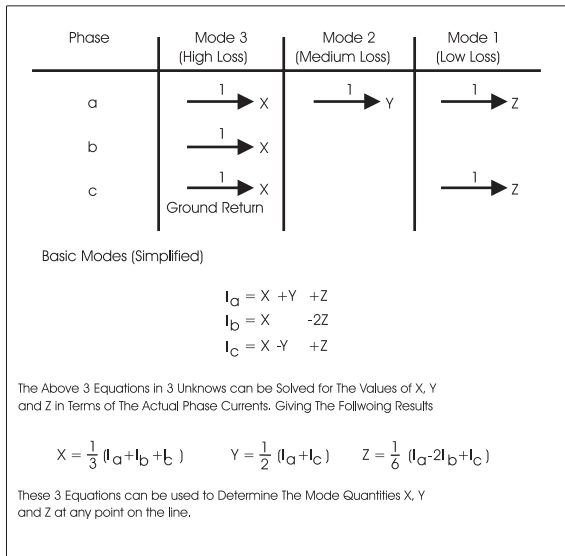 Phase Mode 3 Mode 2 Mode 1
(High Loss) (Medium Loss) (Low Loss)
a 1 X 1 Y 1 Z
b 1 X
c 1 X 1 Z
Ground Return
Basic Modes (Simplified)
Ia = X +Y +Z
Ib = X -2Z
Ic = X -Y +Z
The Above 3 Equations in 3 Unknows can be Solved for The Values of X, Y
and Z in Terms of The Actual Phase Currents. Giving The Follwoing Results
X = 1/3 (Ia+Ib+Ic) Y = 1/2 (Ia+Ic) Z = 1/6 (Ia-2Ib+Ic)
These 3 Equations can be used to Determine The Mode Quantities X, Y
and Z at any point on the line.